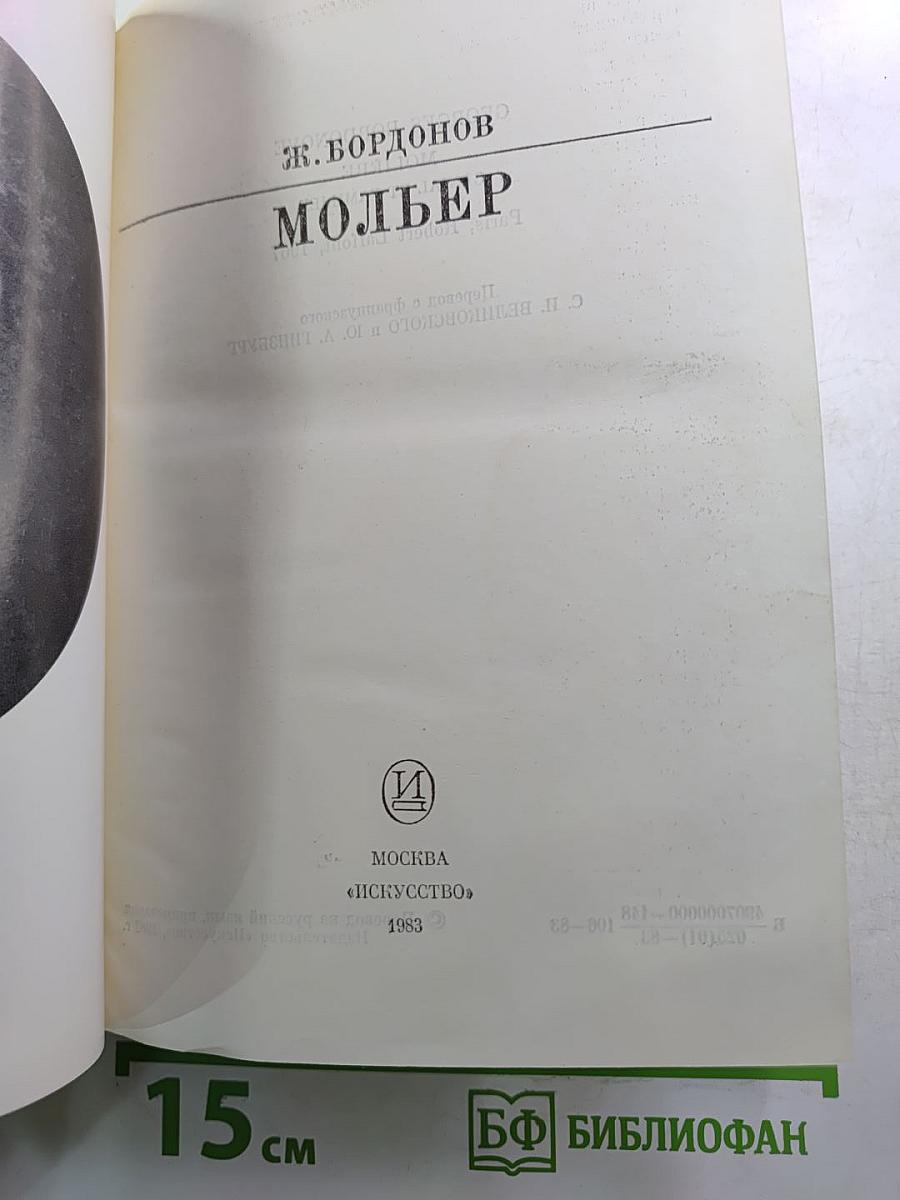 Ж. БОРДОНОВ
МОЛЬЕР
И
МОСКВА
«ИСКУССТВО»
1983
15 см
БФ БИБЛИОФАН